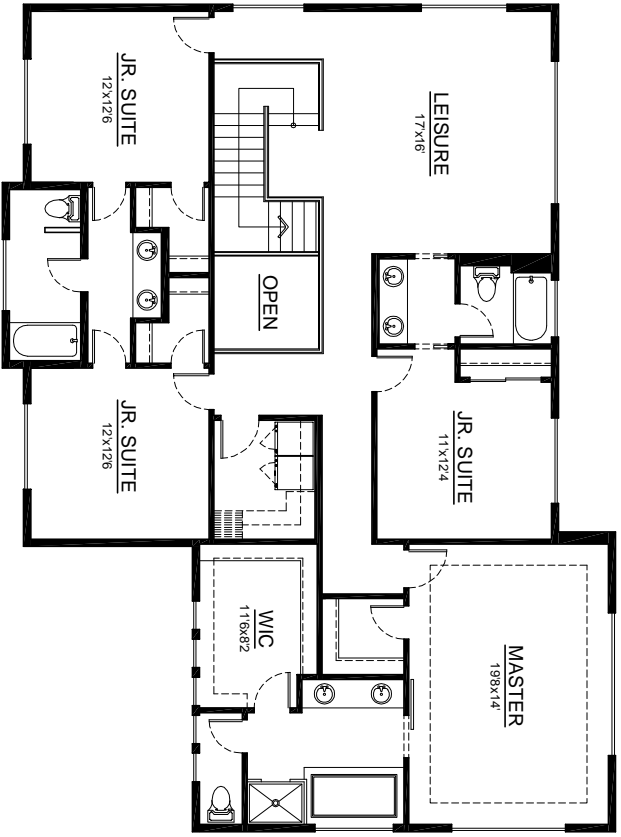 JR. SUITE
12'x12'6
LEISURE
17'x16'
OPEN
JR. SUITE
12'x12'6
JR. SUITE
11'x12'4
WIC
11'6x8'2
MASTER
19'8x14'